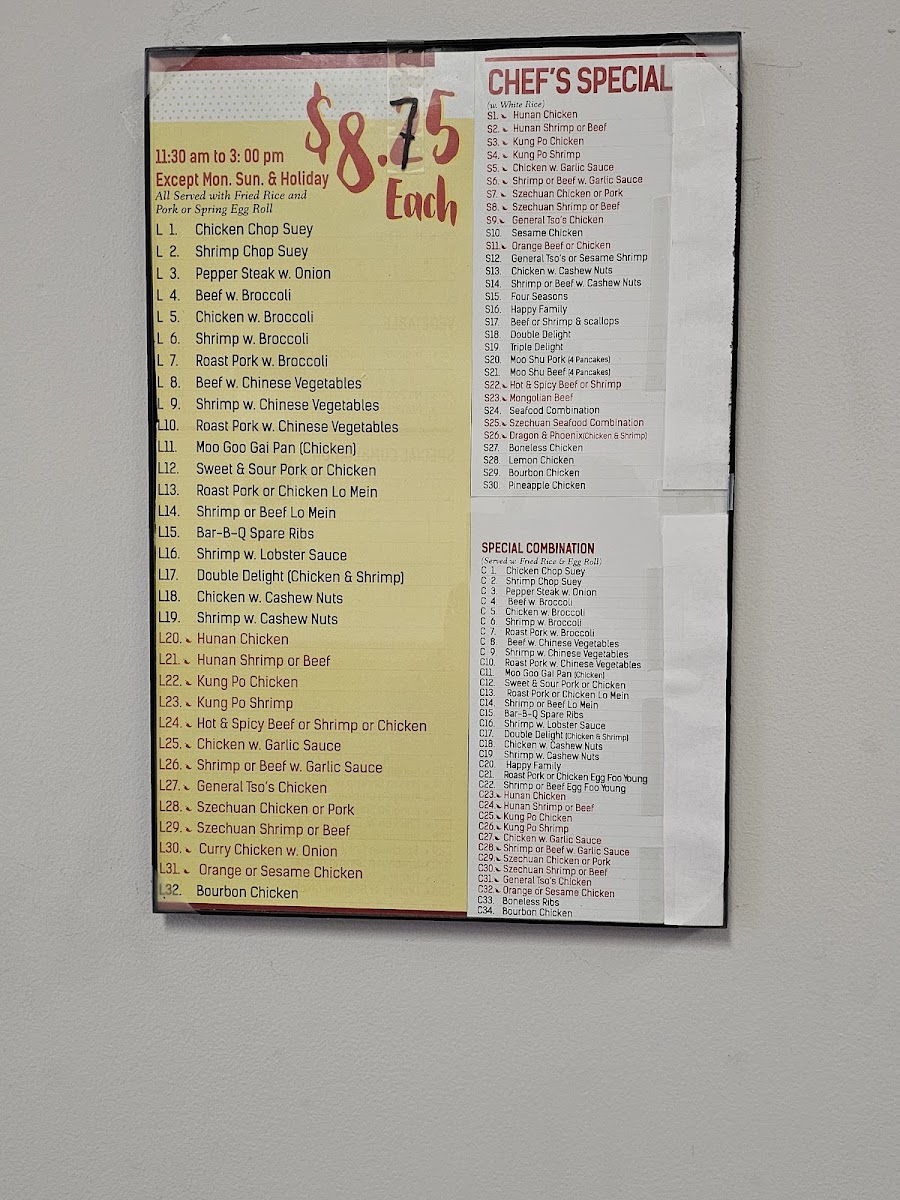 $8.75
Each
11:30 am to 3: 00 pm
Except Mon. Sun. & Holiday
All Served with Fried Rice and
Pork or Spring Egg Roll
L 1. Chicken Chop Suey
L 2. Shrimp Chop Suey
L 3. Pepper Steak w. Onion
L 4. Beef w. Broccoli
L 5. Chicken w. Broccoli
L 6. Shrimp w. Broccoli
L 7. Roast Pork w. Broccoli
L 8. Beef w. Chinese Vegetables
L 9. Shrimp w. Chinese Vegetables
L10. Roast Pork w. Chinese Vegetables
L11. Moo Goo Gai Pan (Chicken)
L12. Sweet & Sour Pork or Chicken
L13. Roast Pork or Chicken Lo Mein
L14. Shrimp or Beef Lo Mein
L15. Bar-B-Q Spare Ribs
L16. Shrimp w. Lobster Sauce
L17. Double Delight (Chicken & Shrimp)
L18. Chicken w. Cashew Nuts
L19. Shrimp w. Cashew Nuts
L20. Hunan Chicken
L21. Hunan Shrimp or Beef
L22. Kung Po Chicken
L23. Kung Po Shrimp
L24. Hot & Spicy Beef or Shrimp or Chicken
L25. Chicken w. Garlic Sauce
L26. Shrimp or Beef w. Garlic Sauce
L27. General Tso's Chicken
L28. Szechuan Chicken or Pork
L29. Szechuan Shrimp or Beef
L30. Curry Chicken w. Onion
L31. Orange or Sesame Chicken
L32. Bourbon Chicken
CHEF'S SPECIAL
(w. White Rice)
S1. Hunan Chicken
S2. Hunan Shrimp or Beef
S3. Kung Po Chicken
S4. Kung Po Shrimp
S5. Chicken w. Garlic Sauce
S6. Shrimp or Beef w. Garlic Sauce
S7. Szechuan Chicken or Pork
S8. Szechuan Shrimp or Beef
S9. General Tso's Chicken
S10. Sesame Chicken
S11. Orange Beef or Chicken
S12. General Tso's or Sesame Shrimp
S13. Chicken w. Cashew Nuts
S14. Shrimp or Beef w. Cashew Nuts
S15. Four Seasons
S16. Happy Family
S17. Beef or Shrimp & scallops
S18. Double Delight
S19. Triple Delight
S20. Moo Shu Pork (4 Pancakes)
S21. Moo Shu Beef (4 Pancakes)
S22. Hot & Spicy Beef or Shrimp
S23. Mongolian Beef
S24. Seafood Combination
S25. Szechuan Seafood Combination
S26. Dragon & Phoenix(Chicken & Shrimp)
S27. Boneless Chicken
S28. Lemon Chicken
S29. Bourbon Chicken
S30. Pineapple Chicken
SPECIAL COMBINATION
(Served w. Fried Rice & Egg Roll)
C 1. Chicken Chop Suey
C 2. Shrimp Chop Suey
C 3. Pepper Steak w. Onion
C 4. Beef w. Broccoli
C 5. Chicken w. Broccoli
C 6. Shrimp w. Broccoli
C 7. Roast Pork w. Broccoli
C 8. Beef w. Chinese Vegetables
C 9. Shrimp w. Chinese Vegetables
C10. Roast Pork w. Chinese Vegetables
C11. Moo Goo Gai Pan (Chicken)
C12. Sweet & Sour Pork or Chicken
C13. Roast Pork or Chicken Lo Mein
C14. Shrimp or Beef Lo Mein
C15. Bar-B-Q Spare Ribs
C16. Shrimp w. Lobster Sauce
C17. Double Delight (Chicken & Shrimp)
C18. Chicken w. Cashew Nuts
C19. Shrimp w. Cashew Nuts
C20. Happy Family
C21. Roast Pork or Chicken Egg Foo Young
C22. Shrimp or Beef Egg Foo Young
C23. Hunan Chicken
C24. Hunan Shrimp or Beef
C25. Kung Po Chicken
C26. Kung Po Shrimp
C27. Chicken w. Garlic Sauce
C28. Shrimp or Beef w. Garlic Sauce
C29. Szechuan Chicken or Pork
C30. Szechuan Shrimp or Beef
C31. General Tso's Chicken
C32. Orange or Sesame Chicken
C33. Boneless Ribs
C34. Bourbon Chicken